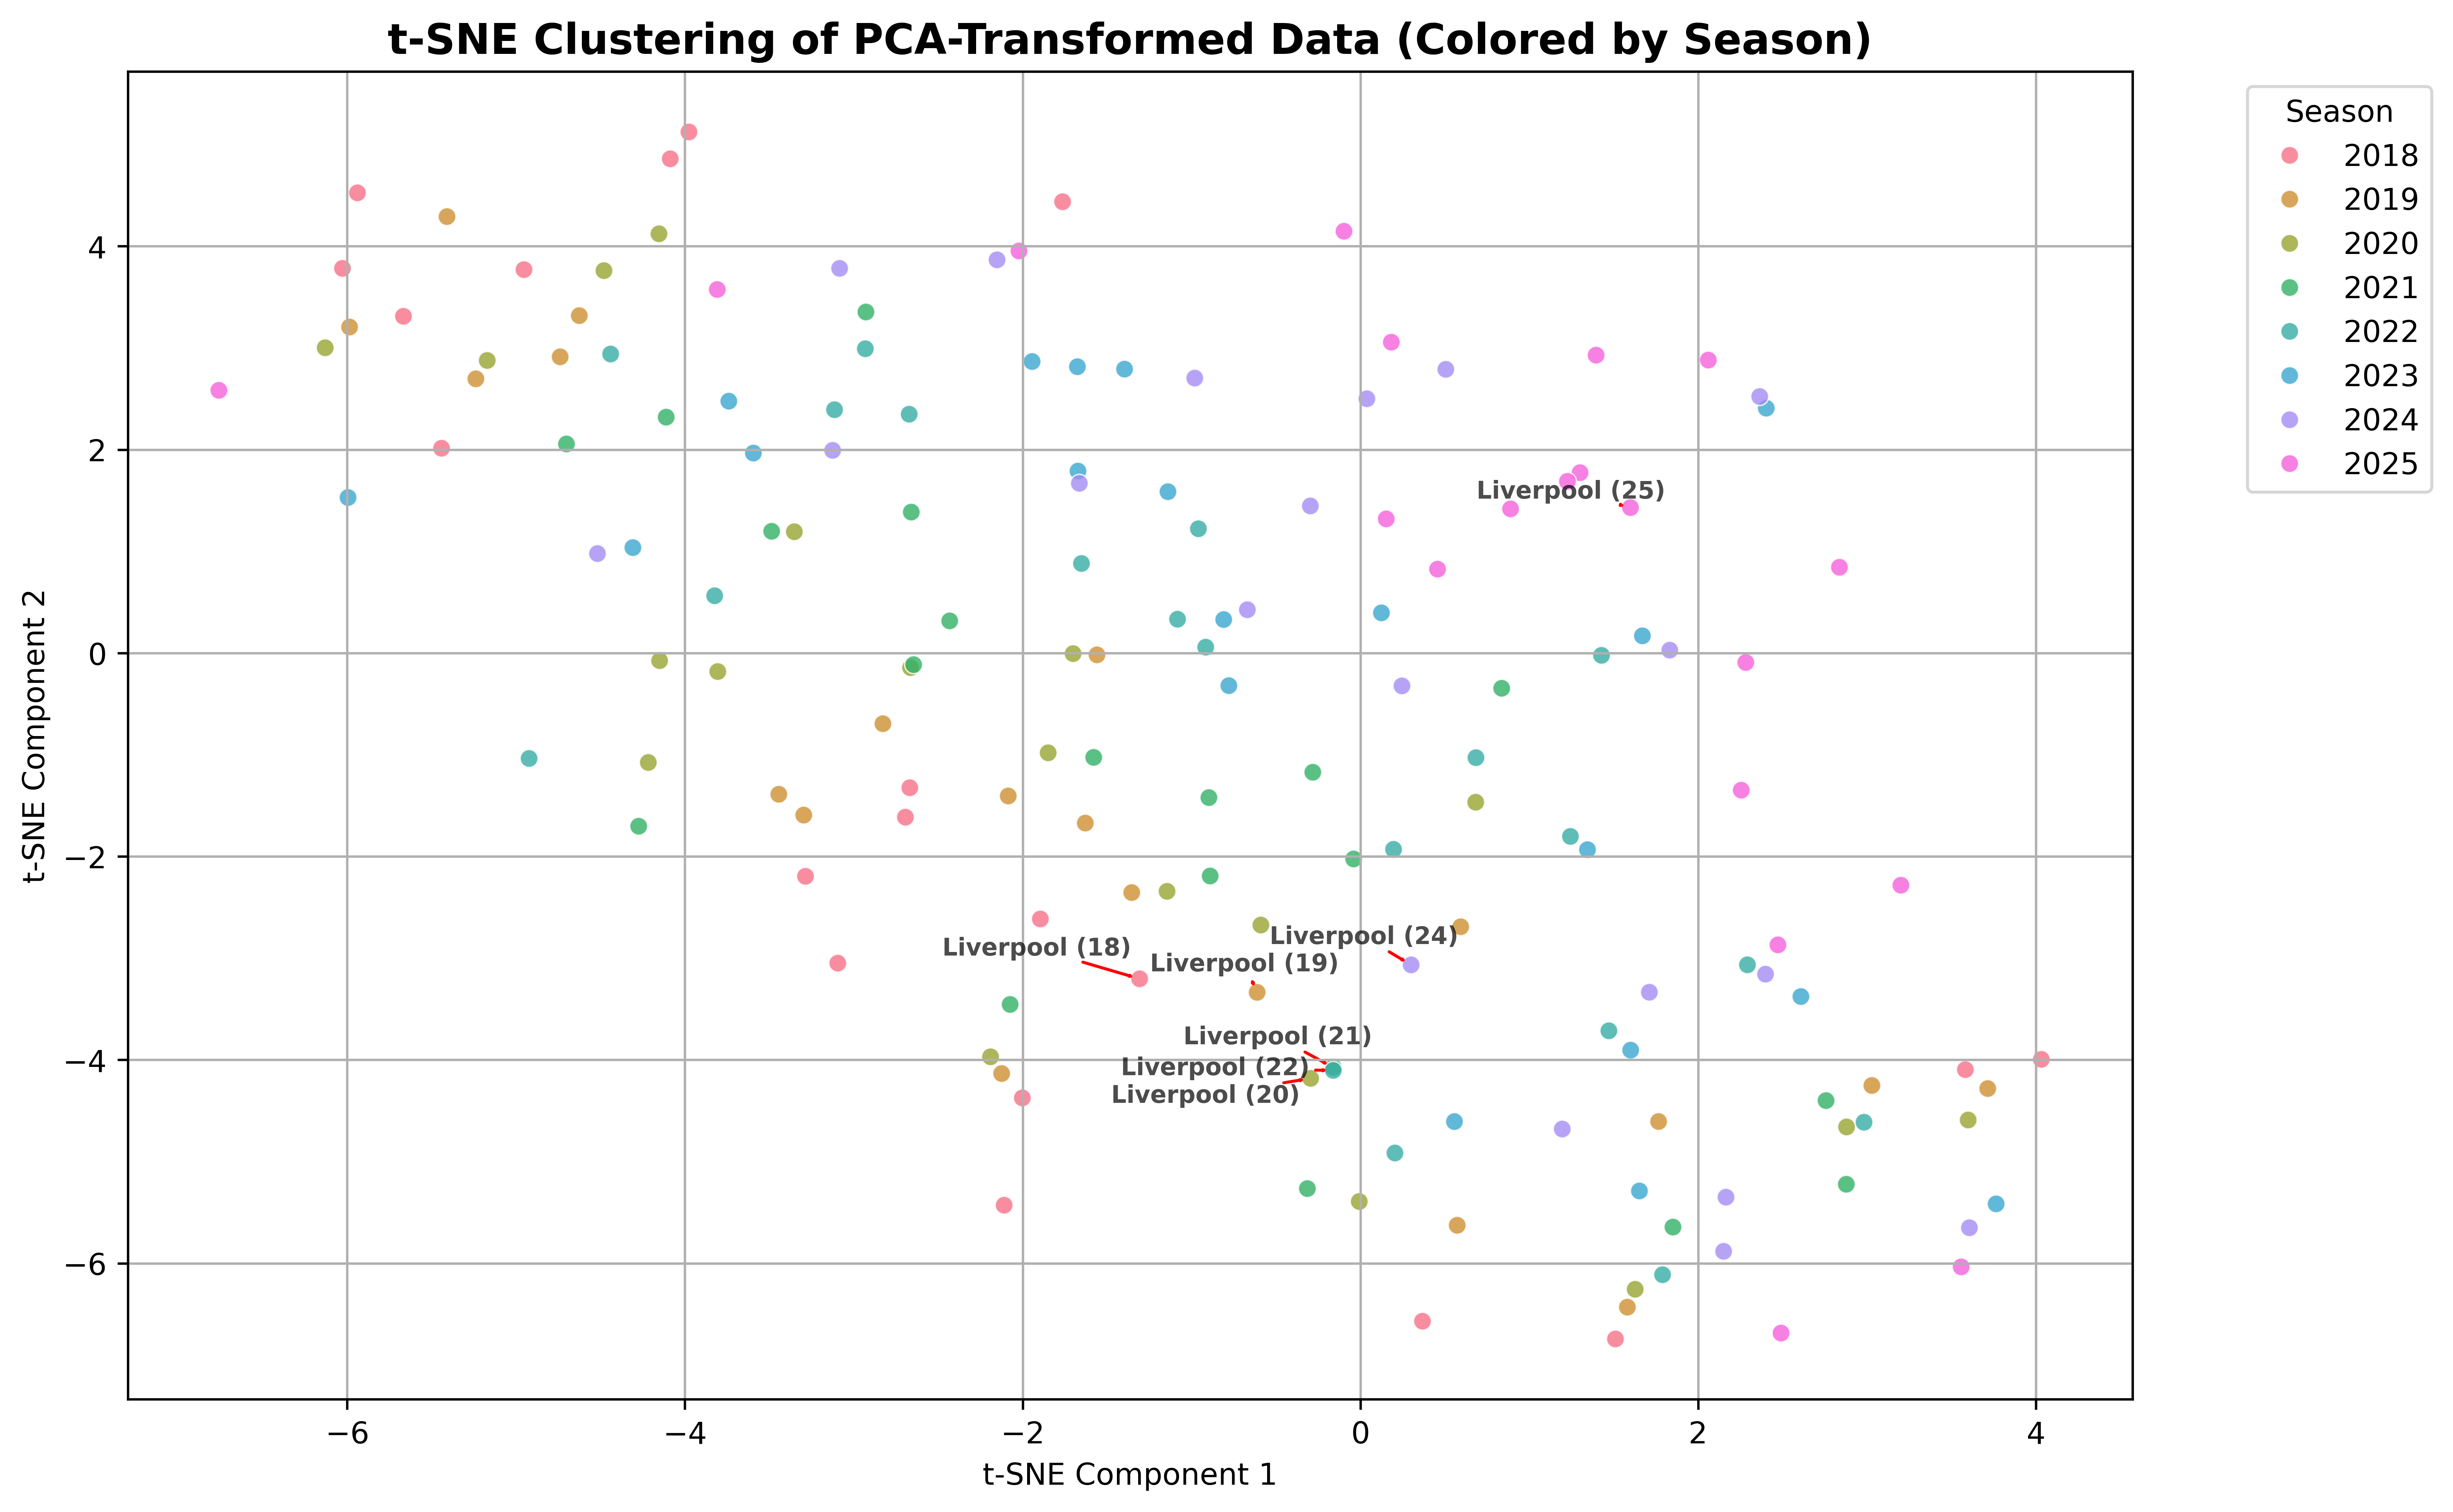 t-SNE Clustering of PCA-Transformed Data (Colored by Season)
Season
2018
2019
2020
2021
2022
2023
2024
2025
t-SNE Component 2
4
2
0
−2
−4
−6
Liverpool (25)
Liverpool (24)
Liverpool (18)
Liverpool (19)
Liverpool (21)
Liverpool (22)
Liverpool (20)
−6 −4 −2 0 2 4
t-SNE Component 1